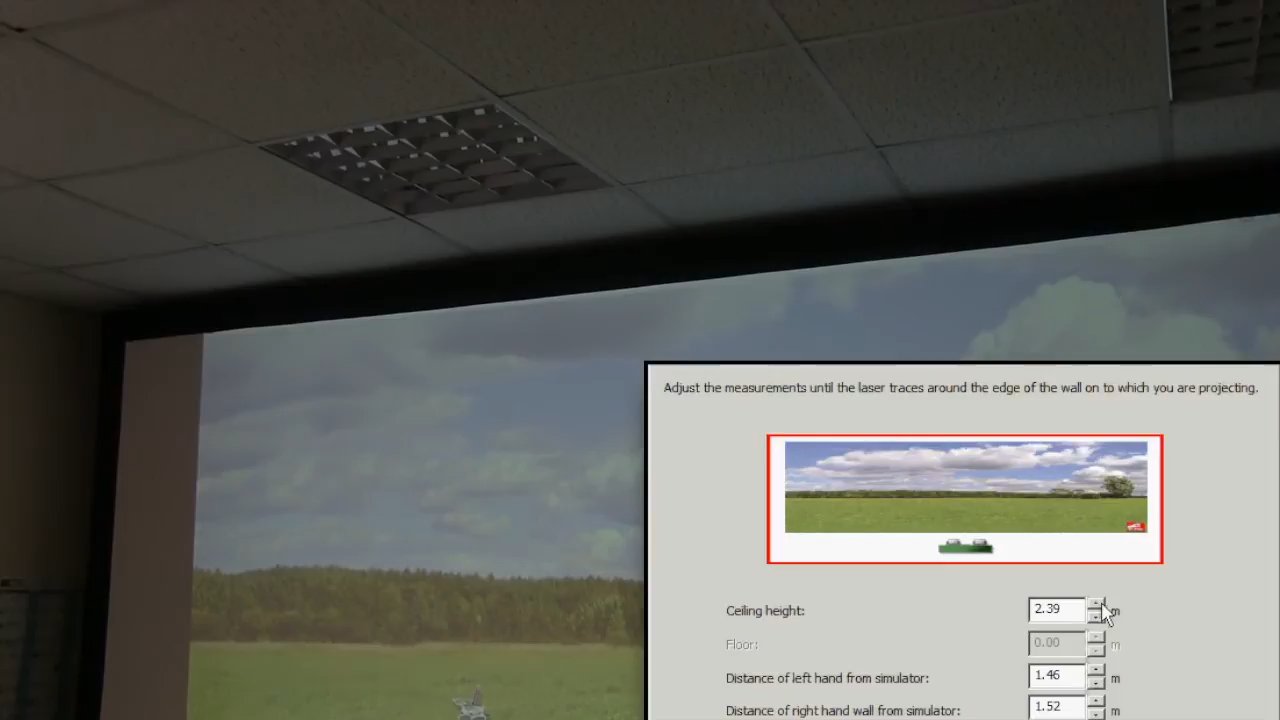 Adjust the measurements until the laser traces around the edge of the wall on to which you are projecting.
Ceiling height: 2.39 m
Floor: 0.00 m
Distance of left hand from simulator: 1.46 m
Distance of right hand wall from simulator: 1.52 m